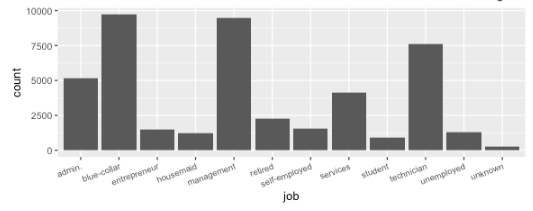 10000
7500
5000
2500
0
count
admin.
blue-collar
entrepreneur
housemaid
management
retired
self-employed
services
student
technician
unemployed
unknown
job